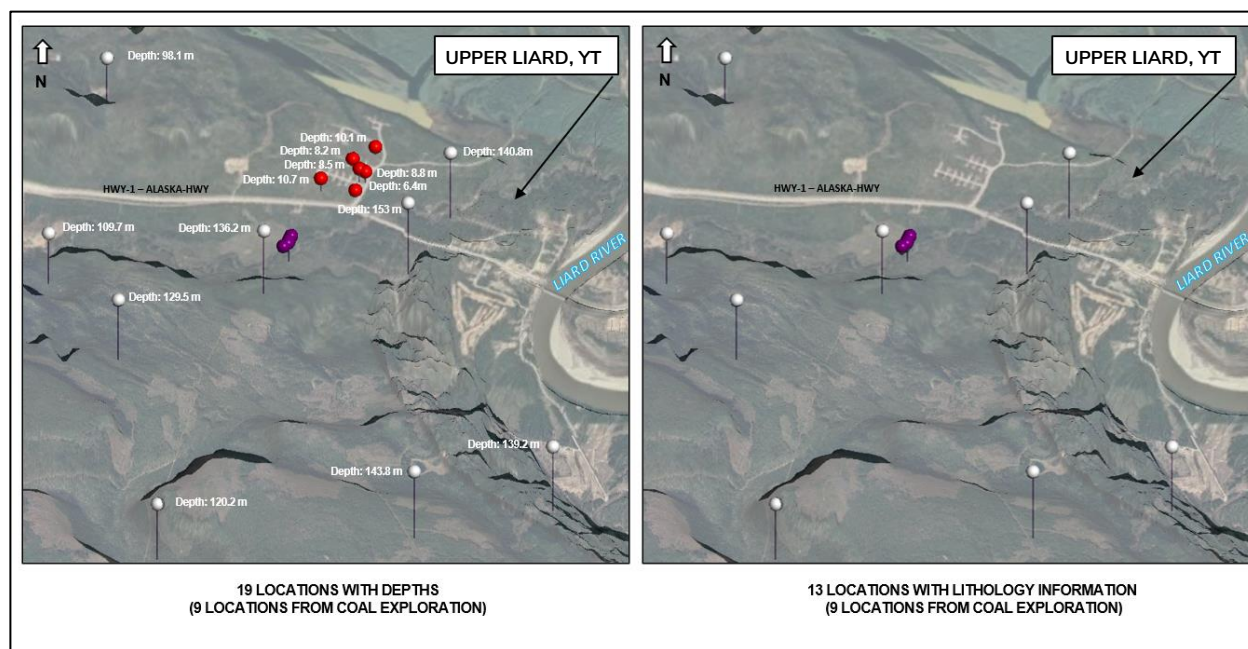 N
UPPER LIARD, YT
Depth: 98.1 m
Depth: 10.1 m
Depth: 8.2 m
Depth: 8.5 m
Depth: 140.8m
Depth: 8.8 m
Depth: 10.7 m
Depth: 6.4m
HWY-1 – ALASKA-HWY
Depth: 153 m
Depth: 109.7 m
Depth: 136.2 m
LIARD RIVER
Depth: 129.5 m
Depth: 139.2 m
Depth: 143.8 m
Depth: 120.2 m
19 LOCATIONS WITH DEPTHS
(9 LOCATIONS FROM COAL EXPLORATION)
N
UPPER LIARD, YT
HWY-1 – ALASKA-HWY
LIARD RIVER
13 LOCATIONS WITH LITHOLOGY INFORMATION
(9 LOCATIONS FROM COAL EXPLORATION)